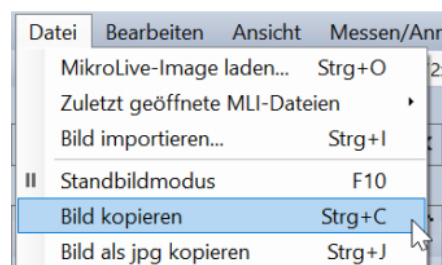 Datei Bearbeiten Ansicht Messen/Anr
MikroLive-Image laden... Strg+O
Zuletzt geöffnete MLI-Dateien
Bild importieren... Strg+I
Standbildmodus F10
Bild kopieren Strg+C
Bild als jpg kopieren Strg+J